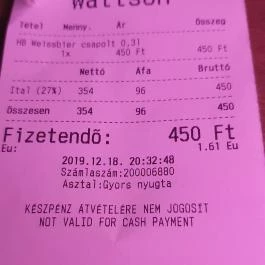 Wattson
Tétel Menny. Ár Összeg
HB Weissbier csapolt 0,3l
1x 450 Ft 450 Ft
Nettó Áfa Bruttó
Ital (27%) 354 96 450
Összesen 354 96 450
Fizetendő: 450 Ft
Eu: 1.61 Eu
2019.12.18. 20:32:48
Számlaszám:200006880
Asztal:Gyors nyugta
KÉSZPÉNZ ÁTVÉTELÉRE NEM JOGOSÍT
NOT VALID FOR CASH PAYMENT